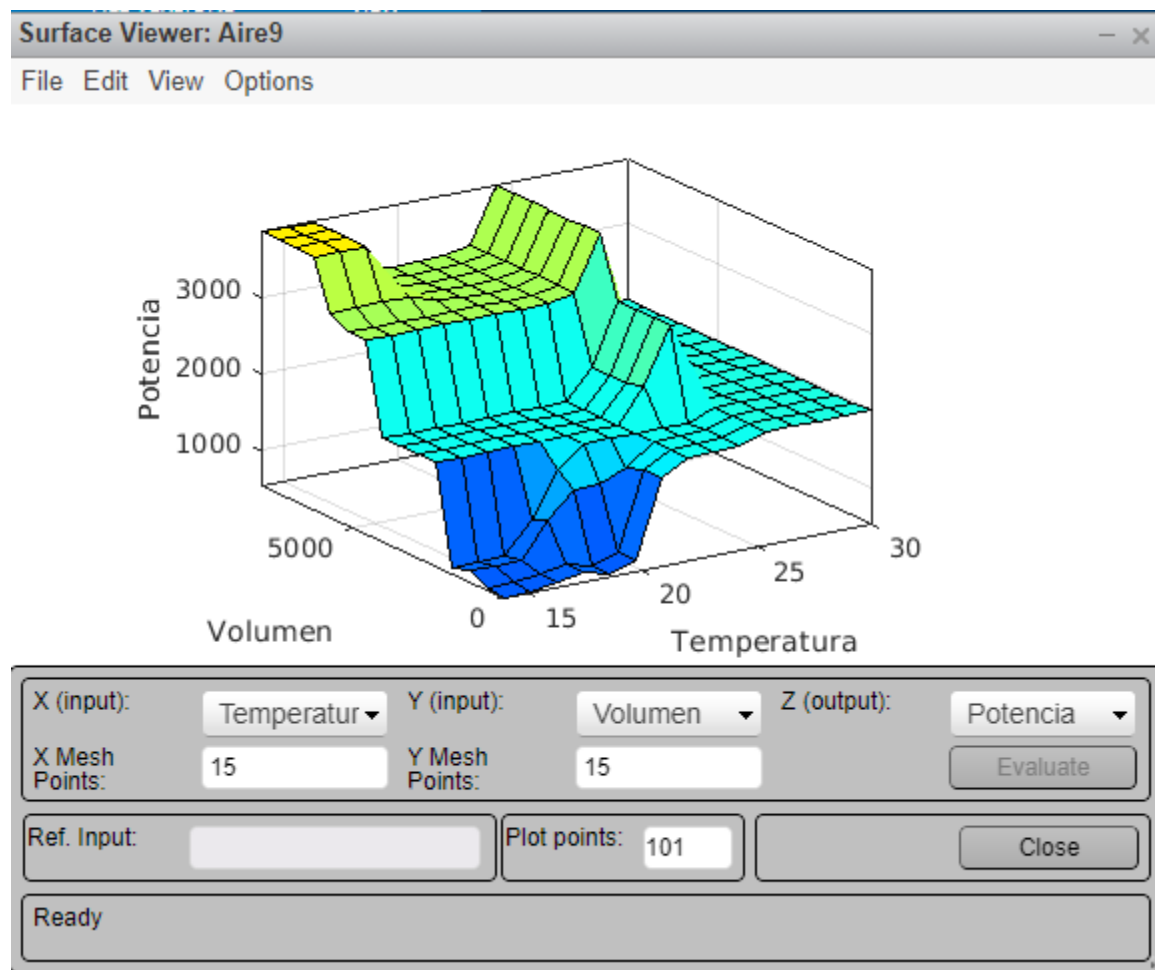 Surface Viewer: Aire9
File Edit View Options
3000
2000
1000
Potencia
5000
0
Volumen
15
20
25
30
Temperatura
X (input):
Temperatur
Y (input):
Volumen
Z (output):
Potencia
X Mesh
Points:
15
Y Mesh
Points:
15
Evaluate
Ref. Input:
Plot points:
101
Close
Ready